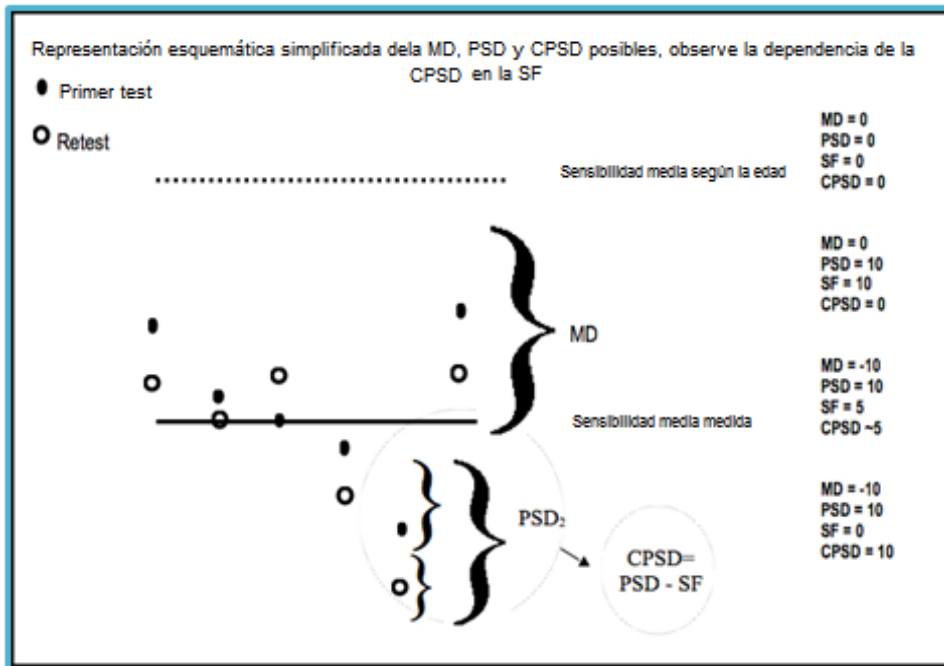 Representación esquemática simplificada dela MD, PSD y CPSD posibles, observe la dependencia de la
CPSD en la SF
Primer test
Retest
Sensibilidad media según la edad
MD = 0
PSD = 0
SF = 0
CPSD = 0
MD = 0
PSD = 10
SF = 10
CPSD = 0
MD
Sensibilidad media medida
MD = -10
PSD = 10
SF = 5
CPSD ~5
PSD₂
CPSD=
PSD - SF
MD = -10
PSD = 10
SF = 0
CPSD = 10